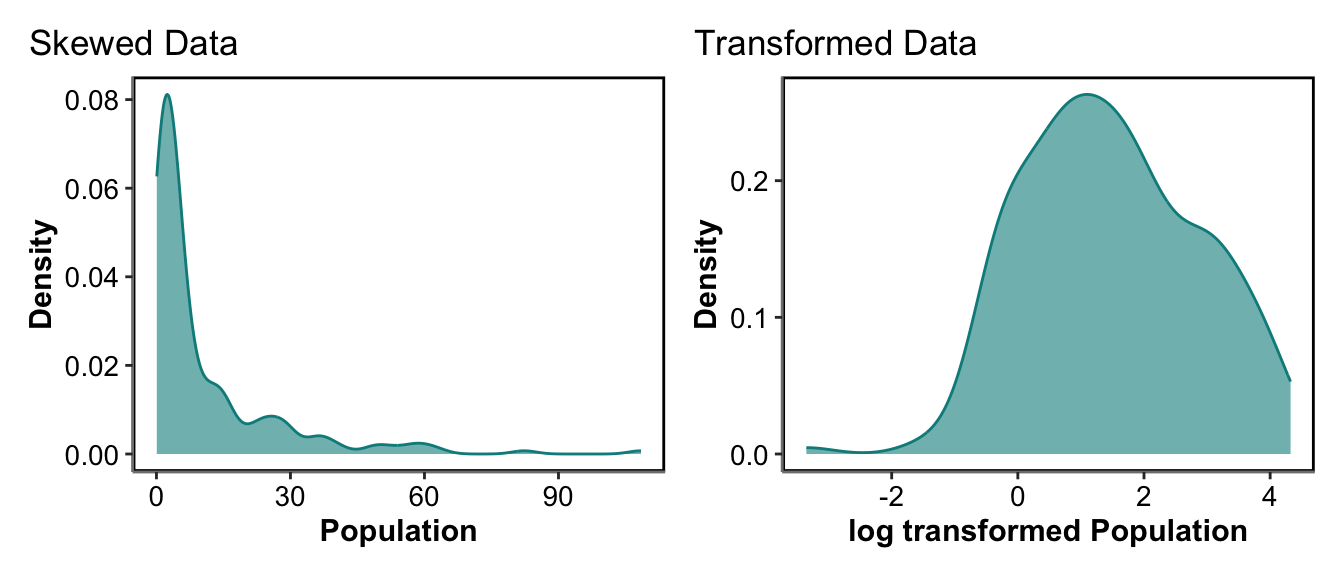 Skewed Data
Density
0.08
0.06
0.04
0.02
0.00
0
30
60
90
Population
Transformed Data
Density
0.2
0.1
0.0
-2
0
2
4
log transformed Population